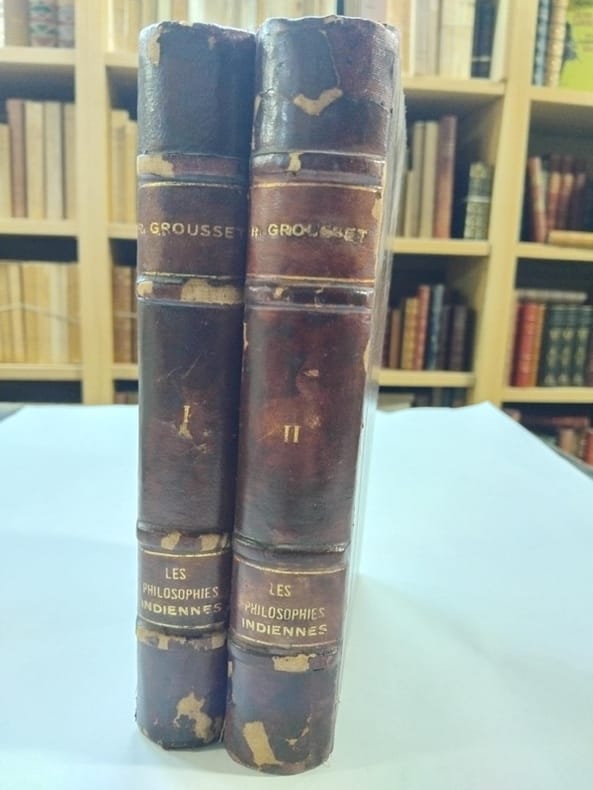 R. GROUSSET
I
LES
PHILOSOPHIES
INDIENNES
R. GROUSSET
II
LES
PHILOSOPHIES
INDIENNES